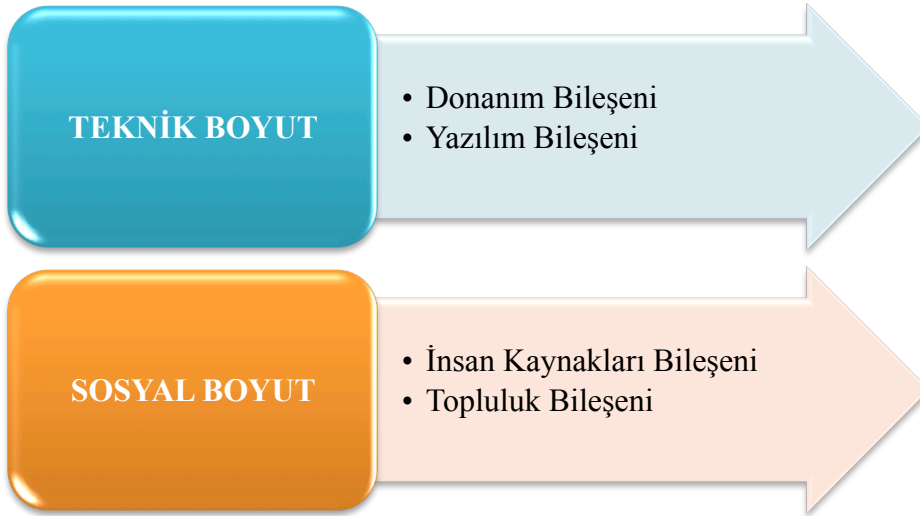 TEKNİK BOYUT
• Donanım Bileşeni
• Yazılım Bileşeni
SOSYAL BOYUT
• İnsan Kaynakları Bileşeni
• Topluluk Bileşeni